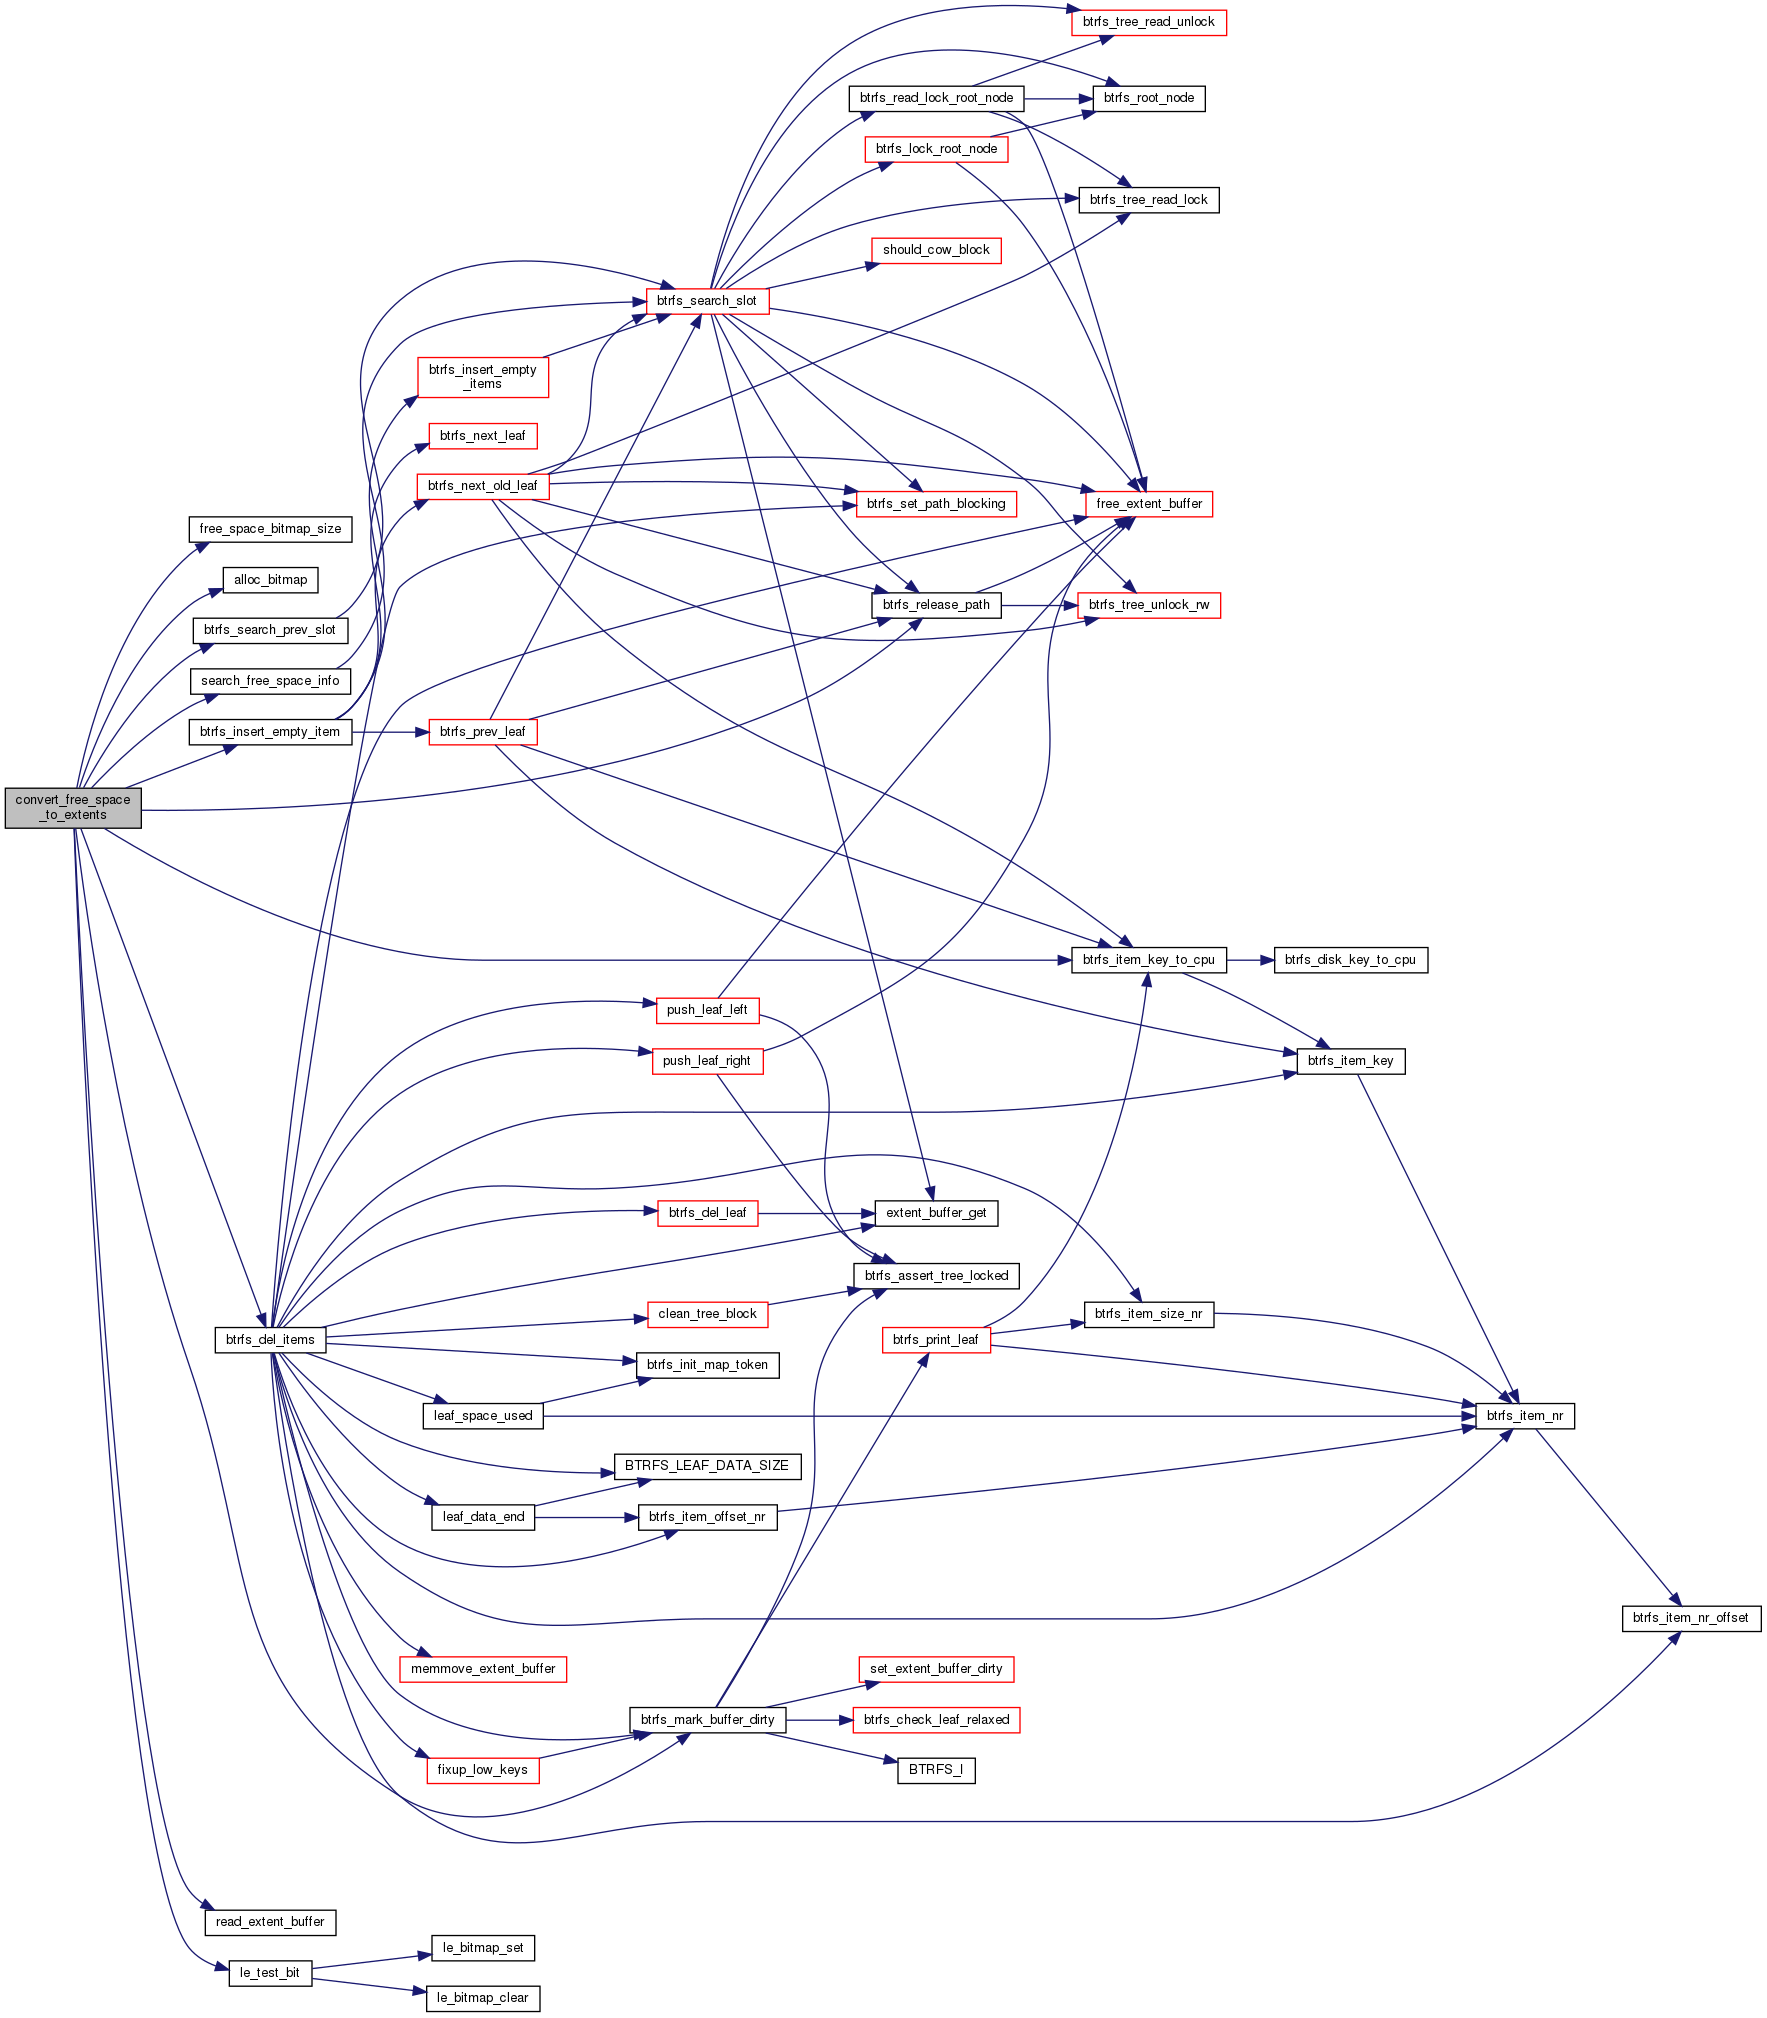 btrfs_tree_read_unlock
btrfs_read_lock_root_node
btrfs_root_node
btrfs_lock_root_node
btrfs_tree_read_lock
should_cow_block
btrfs_search_slot
btrfs_insert_empty
_items
btrfs_next_leaf
btrfs_next_old_leaf
btrfs_set_path_blocking
free_extent_buffer
free_space_bitmap_size
alloc_bitmap
btrfs_release_path
btrfs_tree_unlock_rw
btrfs_search_prev_slot
search_free_space_info
btrfs_insert_empty_item
btrfs_prev_leaf
convert_free_space
_to_extents
btrfs_item_key_to_cpu
btrfs_disk_key_to_cpu
push_leaf_left
push_leaf_right
btrfs_item_key
btrfs_del_leaf
extent_buffer_get
btrfs_assert_tree_locked
clean_tree_block
btrfs_item_size_nr
btrfs_del_items
btrfs_print_leaf
btrfs_init_map_token
leaf_space_used
btrfs_item_nr
BTRFS_LEAF_DATA_SIZE
leaf_data_end
btrfs_item_offset_nr
btrfs_item_nr_offset
memmove_extent_buffer
set_extent_buffer_dirty
btrfs_mark_buffer_dirty
btrfs_check_leaf_relaxed
fixup_low_keys
BTRFS_I
read_extent_buffer
le_bitmap_set
le_test_bit
le_bitmap_clear